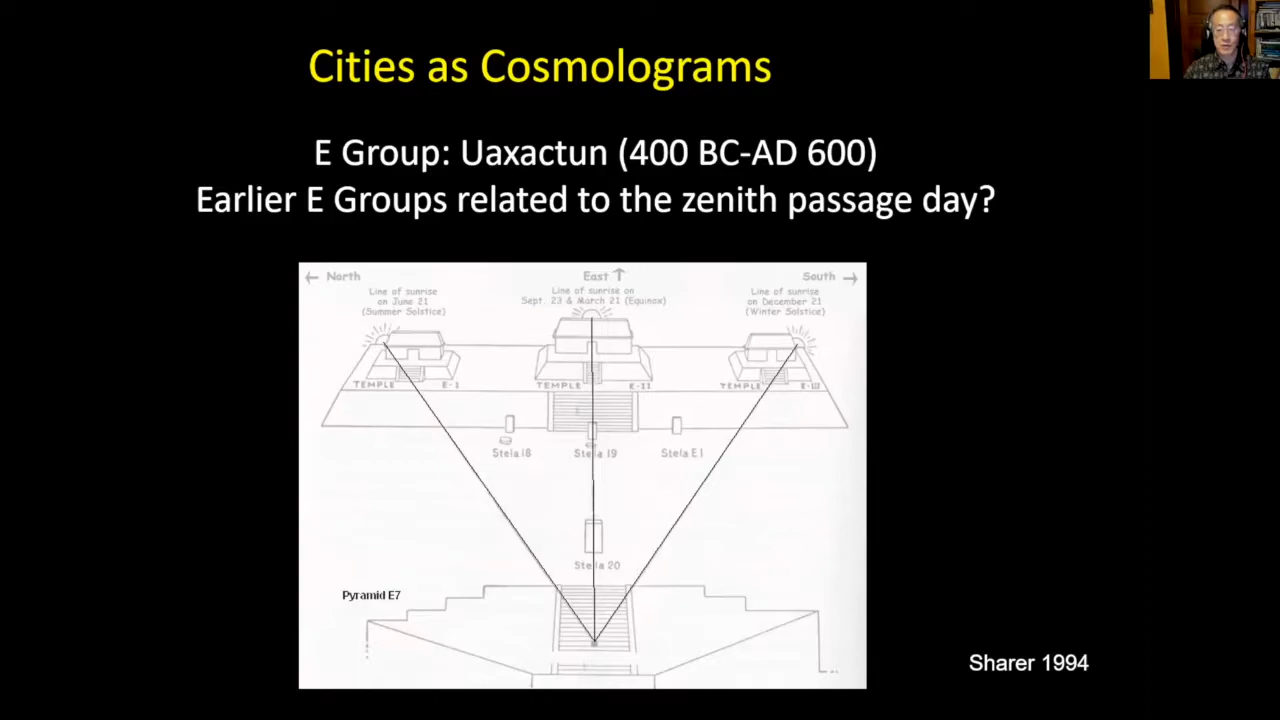 Cities as Cosmolograms
E Group: Uaxactun (400 BC-AD 600)
Earlier E Groups related to the zenith passage day?
← North
East ↑
South →
Line of sunrise
on June 21
(Summer Solstice)
Line of sunrise on
Sept. 23 & March 21 (Equinox)
Line of sunrise
on December 21
(Winter Solstice)
TEMPLE E-I
TEMPLE E-II
TEMPLE E-III
Stela 18
Stela 19
Stela E.1
Stela 20
Pyramid E7
Sharer 1994